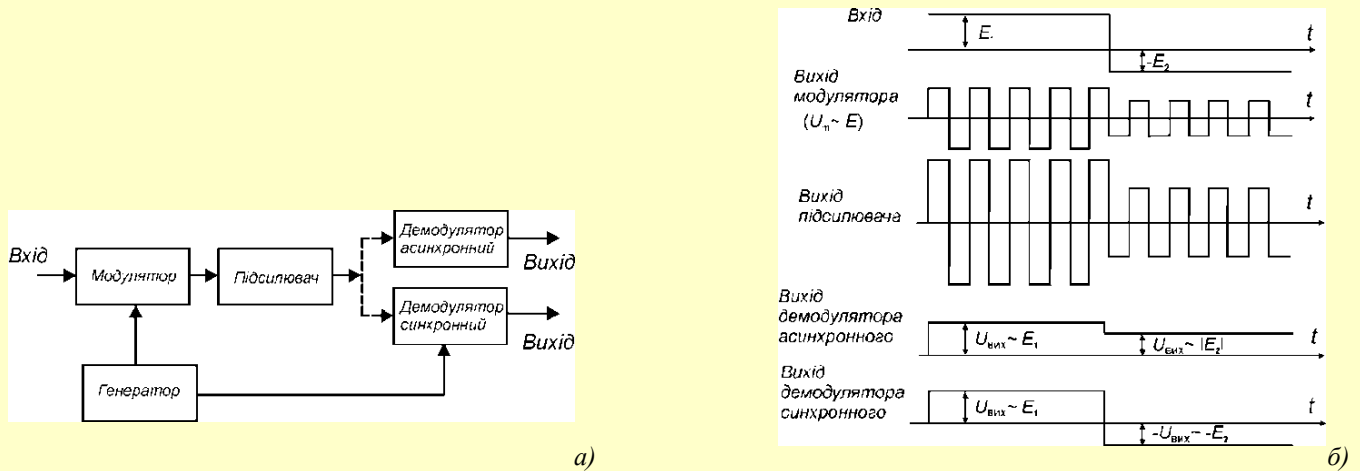 Вхід
Модулятор
Підсилювач
Демодулятор
асинхронний
Вихід
Демодулятор
синхронний
Вихід
Генератор
а)
Вхід
E.
t
-E₂
Вихід
модулятора
(Uₘ ~ E)
t
Вихід
підсилювача
t
Вихід
демодулятора
асинхронного
Uвих ~ E₁
Uвих ~ |E₂|
t
Вихід
демодулятора
синхронного
Uвих ~ E₁
-Uвих ~ -E₂
t
б)